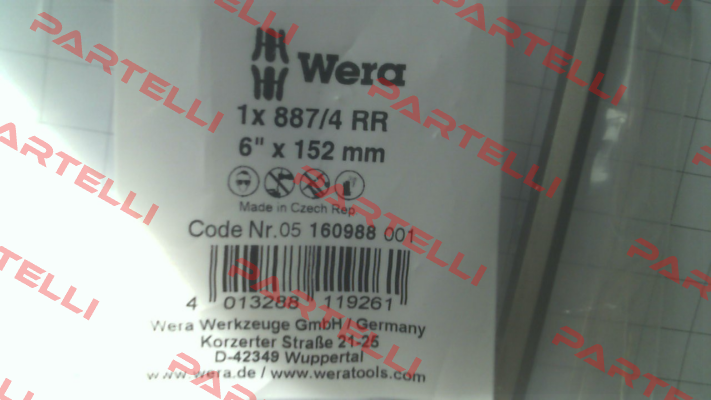 Wera
1x 887/4 RR
6" x 152 mm
Made in Czech Rep
Code Nr.05 160988 001
4 013288 119261
Wera Werkzeuge GmbH / Germany
Korzerter Straße 21-25
D-42349 Wuppertal
www.wera.de / www.weratools.com
PARTELLI
PARTELLI
PARTELLI
PARTELLI
PARTELLI
PARTELLI